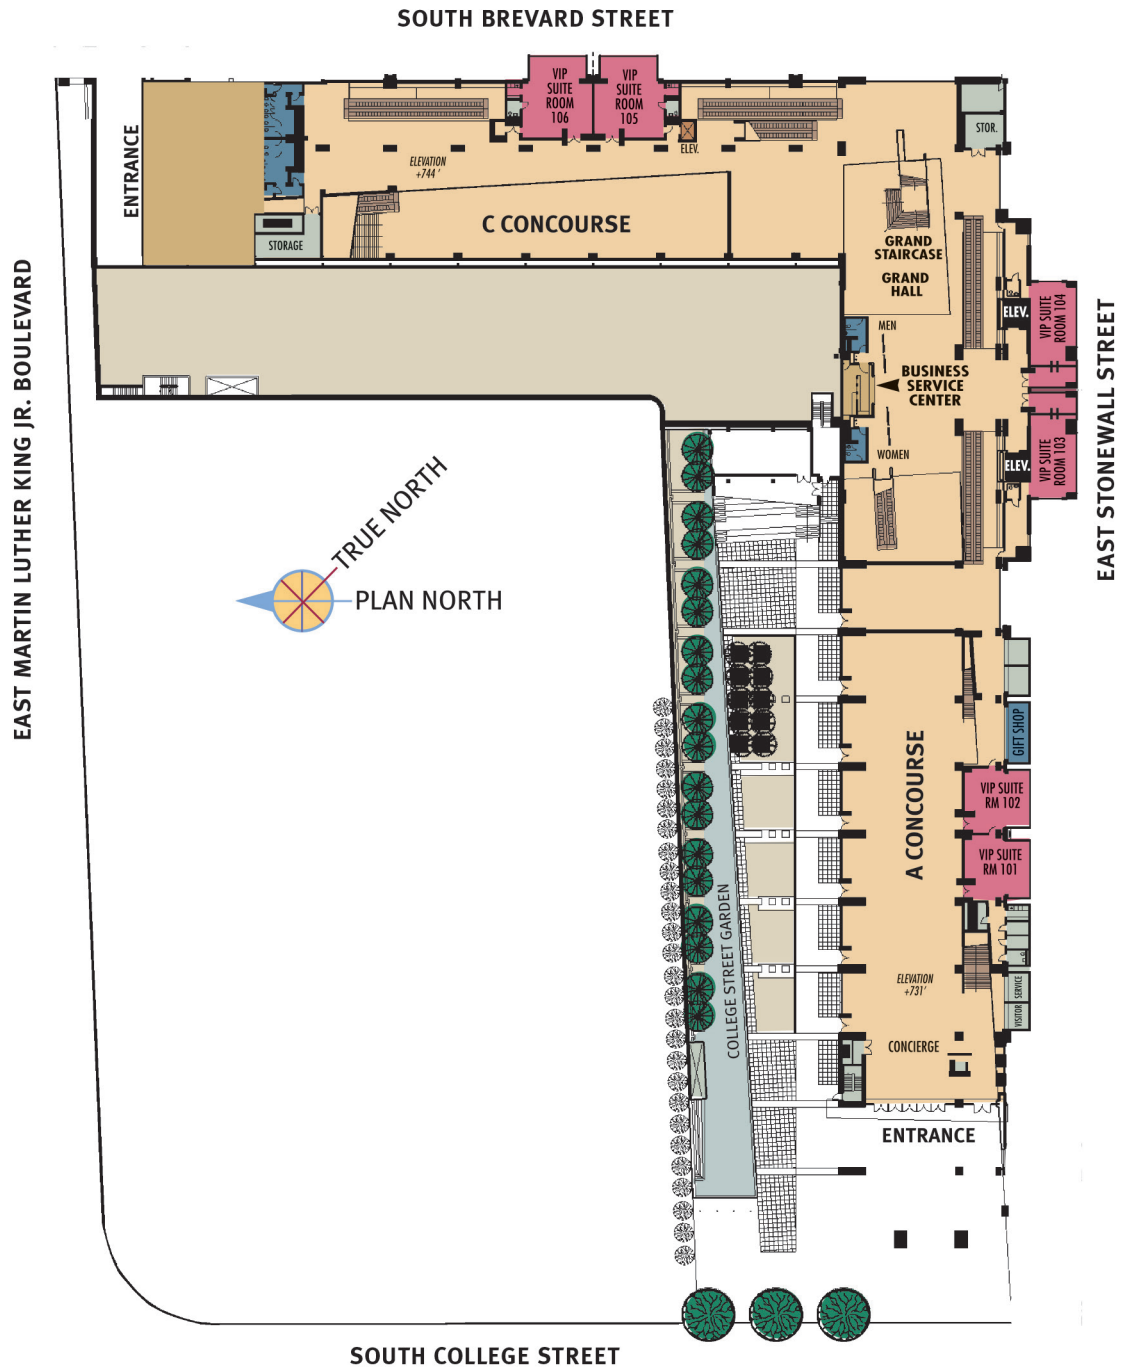 SOUTH BREVARD STREET
VIP
SUITE
ROOM
106
VIP
SUITE
ROOM
105
STOR.
ELEV.
ENTRANCE
ELEVATION
+744 '
C CONCOURSE
STORAGE
GRAND
STAIRCASE
GRAND
HALL
ELEV.
VIP SUITE
ROOM 104
MEN
BUSINESS
SERVICE
CENTER
WOMEN
ELEV.
VIP SUITE
ROOM 103
EAST STONEWALL STREET
EAST MARTIN LUTHER KING JR. BOULEVARD
TRUE NORTH
PLAN NORTH
GIFT SHOP
A CONCOURSE
VIP SUITE
RM 102
VIP SUITE
RM 101
COLLEGE STREET GARDEN
ELEVATION
+731'
VISITOR SERVICE
CONCIERGE
ENTRANCE
SOUTH COLLEGE STREET